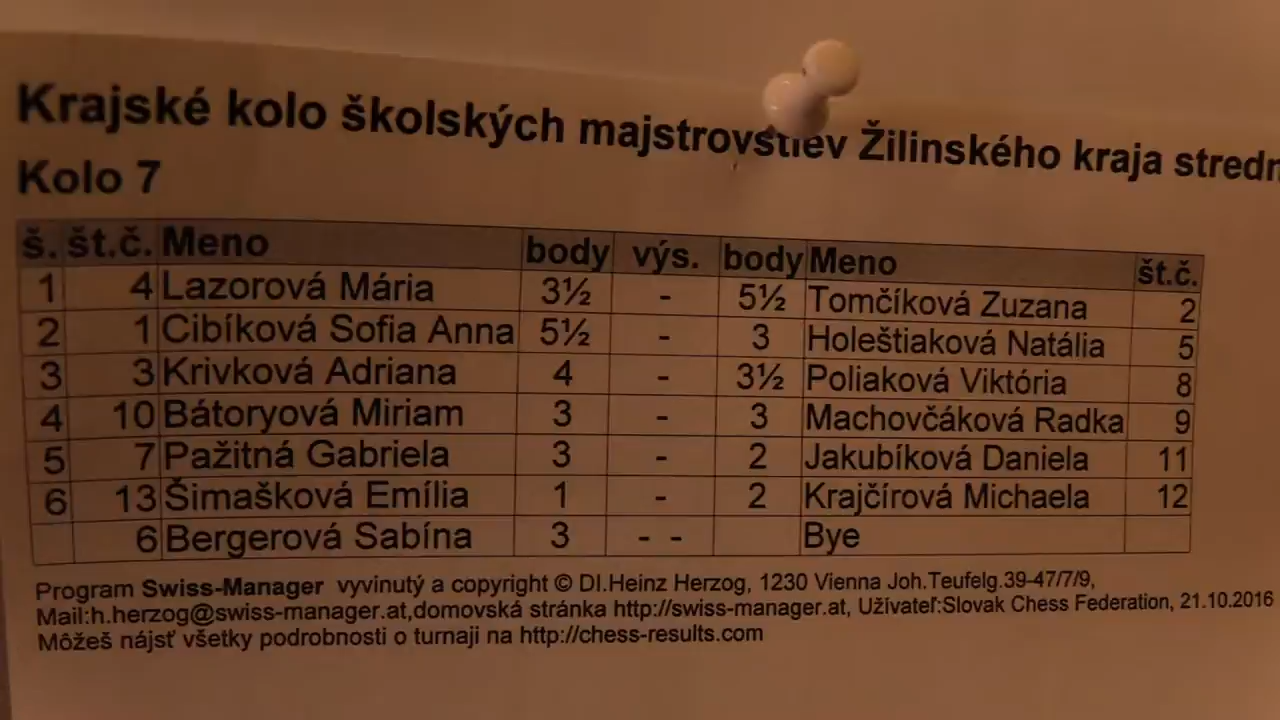 Krajské kolo školských majstrovstiev Žilinského kraja
Kolo 7
š. št.č. Meno body výs. body Meno št.č.
1 4 Lazorová Mária 3½ - 5½ Tomčíková Zuzana 2
2 1 Cibíková Sofia Anna 5½ - 3 Holeštiaková Natália 5
3 3 Krivková Adriana 4 - 3½ Poliaková Viktória 8
4 10 Bátoryová Miriam 3 - 3 Machovčáková Radka 9
5 7 Pažitná Gabriela 3 - 2 Jakubíková Daniela 11
6 13 Šimašková Emília 1 - 2 Krajčírová Michaela 12
6 Bergerová Sabína 3 - - Bye
Program Swiss-Manager vyvinutý a copyright © DI.Heinz Herzog, 1230 Vienna Joh.Teufelg.39-47/7/9,
Mail:h.herzog@swiss-manager.at,domovská stránka http://swiss-manager.at, Užívateľ:Slovak Chess Federation, 21.10.2016
Môžeš nájsť všetky podrobnosti o turnaji na http://chess-results.com